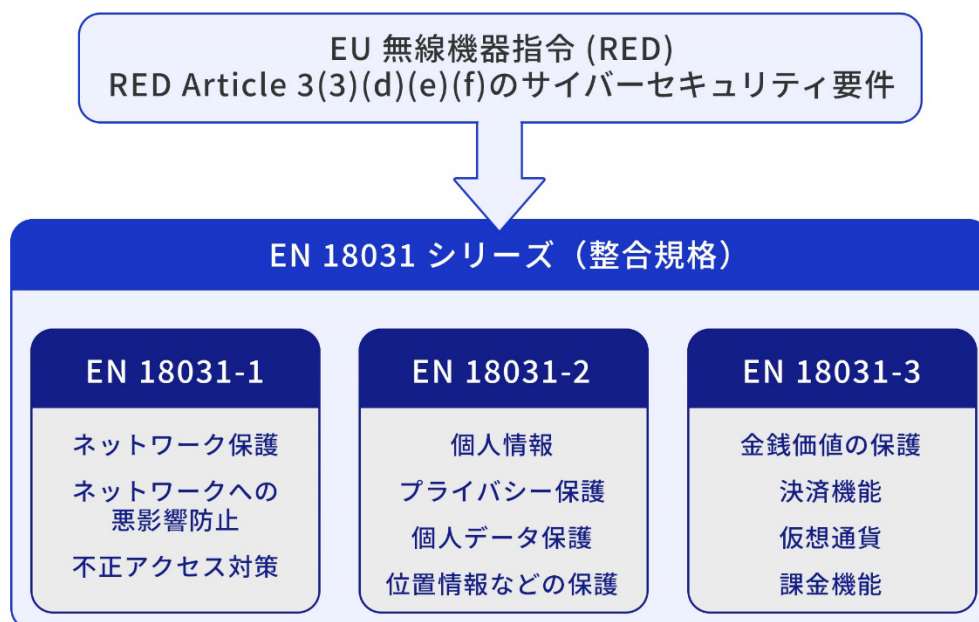 EU 無線機器指令 (RED)
RED Article 3(3)(d)(e)(f)のサイバーセキュリティ要件
EN 18031 シリーズ（整合規格）
EN 18031-1
ネットワーク保護
ネットワークへの
悪影響防止
不正アクセス対策
EN 18031-2
個人情報
プライバシー保護
個人データ保護
位置情報などの保護
EN 18031-3
金銭価値の保護
決済機能
仮想通貨
課金機能